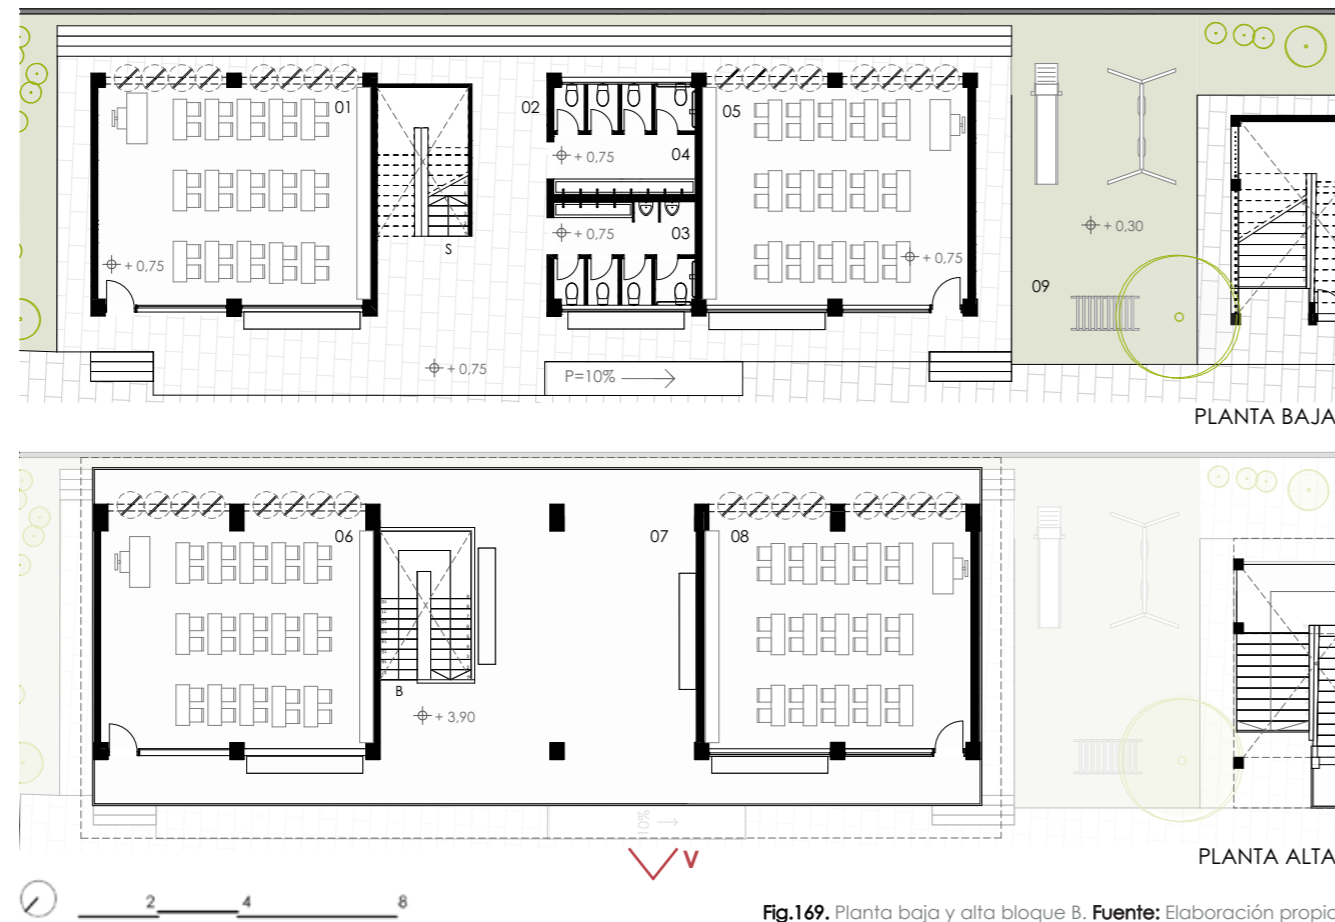 01
02
05
+ 0,75
04
+ 0,75
03
S
+ 0,75
+ 0,75
+ 0,30
09
+ 0,75
P=10%
PLANTA BAJA
06
07
08
B
+ 3,90
10%
PLANTA ALTA
V
2
4
8
Fig.169. Planta baja y alta bloque B. Fuente: Elaboración propia